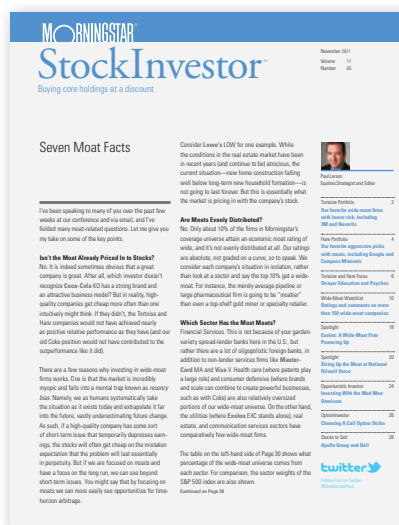 MORNINGSTAR®
StockInvestor
Buying core holdings at a discount
November 2011
Volume 11
Number
Seven Moat Facts
I've been speaking to many of you over the past few
weeks at our conference and via email, and I've
fielded many moat-related questions. Let me give you
my take on some of the key points.
Isn't the Moat Already Priced In to Stocks?
No. It is indeed sometimes obvious that a great
company is great. After all, which investor doesn't
recognize Coca-Cola KO has a strong brand and
an attractive business model? But in reality, high-
quality companies get cheap more often than one
intuitively might think. If they didn't, the Tortoise and
Hare companies would not have achieved nearly
as positive relative performance as they have (and our
old Coke position would not have contributed to the
outperformance like it did).
There are a few reasons why investing in wide-moat
firms works. One is that the market is incredibly
myopic and falls into a mental trap known as recency
bias. Namely, we as humans systematically take
the situation as it exists today and extrapolate it far
into the future, vastly underestimating future change.
As such, if a high-quality company has some sort
of short-term issue that temporarily depresses earn-
ings, the stocks will often get cheap on the mistaken
expectation that the problem will last essentially
in perpetuity. But if we are focused on moats and
have a focus on the long run, we can see beyond
short-term issues. You might say that by focusing on
moats we can more easily see opportunities for time-
horizon arbitrage.
Consider Lowe's LOW for one example. While
the conditions in the real estate market have been
in recent years (and continue to be) atrocious, the
current situation—new home construction falling
well below long-term new household formation—is
not going to last forever. But this is essentially what
the market is pricing in with the company's stock.
Are Moats Evenly Distributed?
No. Only about 10% of the firms in Morningstar's
coverage universe attain an economic moat rating of
wide, and it's not evenly distributed at all. Our ratings
are absolute, not graded on a curve, so to speak. We
consider each company's situation in isolation, rather
than look at a sector and say the top 10% get a wide-
moat. For instance, the merely average pipeline or
large pharmaceutical firm is going to be "moatier"
than even a top-shelf gold miner or specialty retailer.
Which Sector Has the Most Moats?
Financial Services. This is not because of your garden-
variety spread-lender banks here in the U.S., but
rather there are a lot of oligopolistic foreign banks, in
addition to non-lender services firms like Master-
Card MA and Visa V. Health care (where patents play
a large role) and consumer defensive (where brands
and scale can combine to create powerful businesses,
such as with Coke) are also relatively oversized
portions of our wide-moat universe. On the other hand,
the utilities (where Exelon EXC stands alone), real
estate, and communication services sectors have
comparatively few wide-moat firms.
The table on the left-hand side of Page 30 shows what
percentage of the wide-moat universe comes from
each sector. For comparison, the sector weights of the
S&P 500 index are also shown.
Continued on Page 30
Paul Larson
Equities Strategist and Editor
Tortoise Portfolio 2
Our favorite wide-moat firms
with lower risk, including
3M and Novartis
Hare Portfolio 4
Our favorite aggressive picks
with moats, including Google and
Compass Minerals
Tortoise and Hare Focus 6
Strayer Education and Paychex
Wide-Moat Watchlist 10
Ratings and comments on more
than 150 wide-moat companies
Spotlight 18
Exelon: A Wide-Moat Firm
Powering Up
Spotlight 20
Sizing Up the Moat at National
Oilwell Varco
Opportunistic Investor 24
Investing With the Mad Men:
Omnicom
OptionInvestor 26
Choosing A Call Option Strike
Stocks to Sell 28
Apollo Group and Dell
twitter
Follow Paul on Twitter
@StockInvestPaul